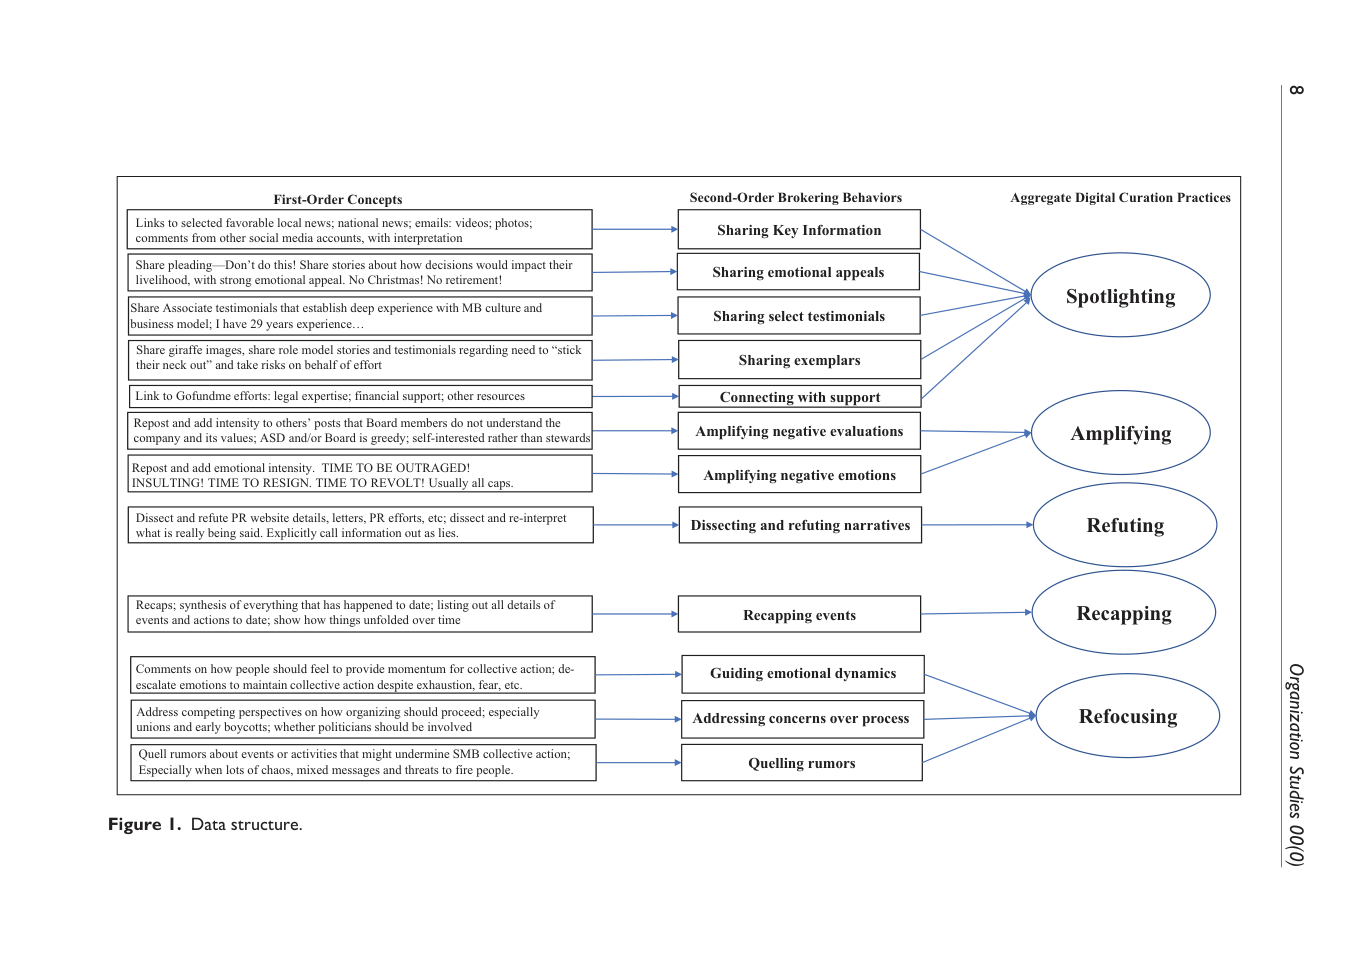 8
Organization Studies 00(0)
First-Order Concepts
Second-Order Brokering Behaviors
Aggregate Digital Curation Practices
Links to selected favorable local news; national news; emails: videos; photos;
comments from other social media accounts, with interpretation
Sharing Key Information
Share pleading—Don't do this! Share stories about how decisions would impact their
livelihood, with strong emotional appeal. No Christmas! No retirement!
Sharing emotional appeals
Share Associate testimonials that establish deep experience with MB culture and
business model; I have 29 years experience…
Sharing select testimonials
Share giraffe images, share role model stories and testimonials regarding need to “stick
their neck out” and take risks on behalf of effort
Sharing exemplars
Link to Gofundme efforts: legal expertise; financial support; other resources
Connecting with support
Spotlighting
Repost and add intensity to others’ posts that Board members do not understand the
company and its values; ASD and/or Board is greedy; self-interested rather than stewards
Amplifying negative evaluations
Repost and add emotional intensity. TIME TO BE OUTRAGED!
INSULTING! TIME TO RESIGN. TIME TO REVOLT! Usually all caps.
Amplifying negative emotions
Amplifying
Dissect and refute PR website details, letters, PR efforts, etc; dissect and re-interpret
what is really being said. Explicitly call information out as lies.
Dissecting and refuting narratives
Refuting
Recaps; synthesis of everything that has happened to date; listing out all details of
events and actions to date; show how things unfolded over time
Recapping events
Recapping
Comments on how people should feel to provide momentum for collective action; de-
escalate emotions to maintain collective action despite exhaustion, fear, etc.
Guiding emotional dynamics
Address competing perspectives on how organizing should proceed; especially
unions and early boycotts; whether politicians should be involved
Addressing concerns over process
Quell rumors about events or activities that might undermine SMB collective action;
Especially when lots of chaos, mixed messages and threats to fire people.
Quelling rumors
Refocusing
Figure 1. Data structure.